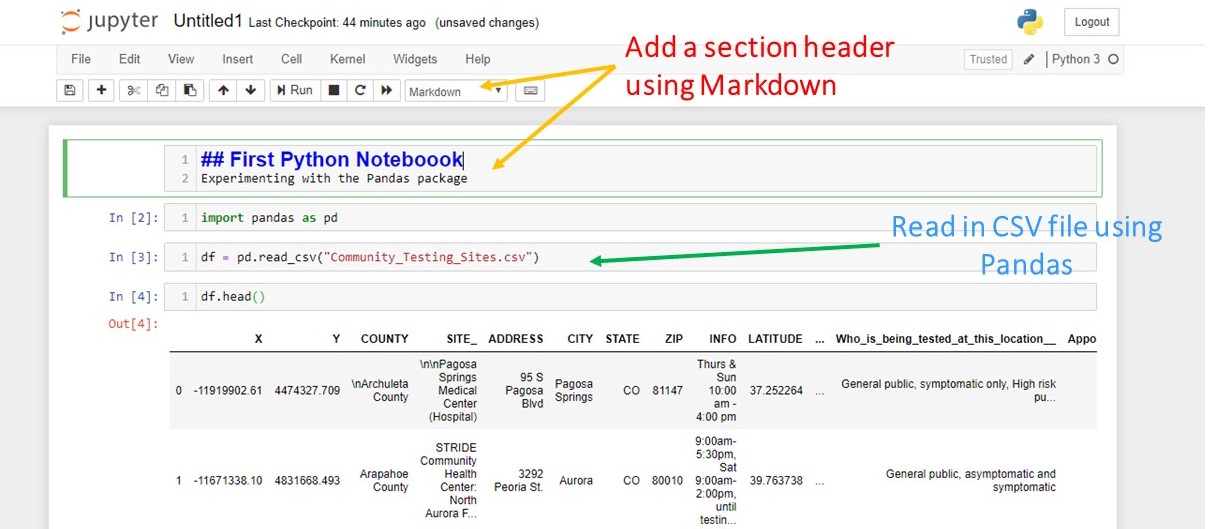 jupyter Untitled1 Last Checkpoint: 44 minutes ago (unsaved changes)
Logout
File Edit View Insert Cell Kernel Widgets Help
Trusted Python 3
Run Markdown
Add a section header
using Markdown
1 ## First Python Noteboook
2 Experimenting with the Pandas package
In [2]: 1 import pandas as pd
Read in CSV file using
Pandas
In [3]: 1 df = pd.read_csv("Community_Testing_Sites.csv")
In [4]: 1 df.head()
Out[4]:
X Y COUNTY SITE_ ADDRESS CITY STATE ZIP INFO LATITUDE ... Who_is_being_tested_at_this_location__ Appo
0 -11919902.61 4474327.709
\nArchuleta
County
\n\nPagosa
Springs
Medical
Center
(Hospital)
95 S
Pagosa
Blvd
Pagosa
Springs
CO 81147
Thurs &
Sun
10:00
am -
4:00 pm
37.252264 ...
General public, symptomatic only, High risk
pu...
1 -11671338.10 4831668.493
Arapahoe
County
STRIDE
Community
Health
Center:
North
Aurora F...
3292
Peoria St.
Aurora CO 80010
9:00am-
5:30pm,
Sat
9:00am-
2:00pm,
until
testin...
39.763738 ...
General public, asymptomatic and
symptomatic